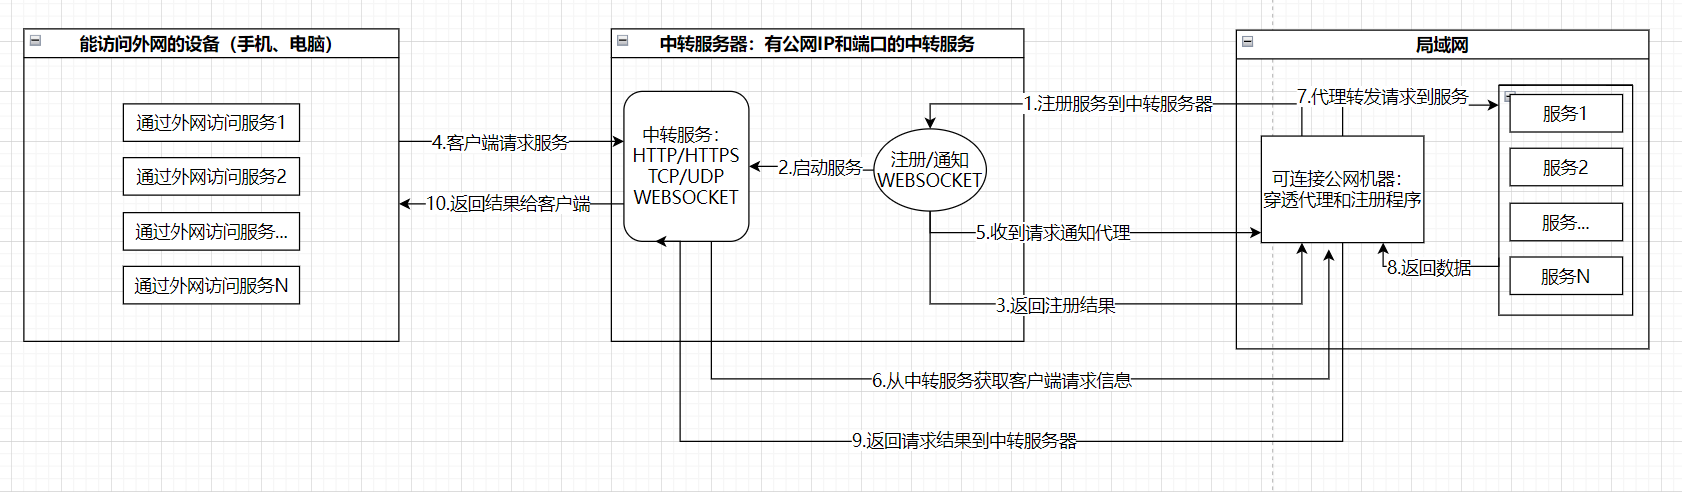 能访问外网的设备（手机、电脑）
通过外网访问服务1
通过外网访问服务2
通过外网访问服务...
通过外网访问服务N
4.客户端请求服务
10.返回结果给客户端
中转服务器：有公网IP和端口的中转服务
中转服务：
HTTP/HTTPS
TCP/UDP
WEBSOCKET
2.启动服务
注册/通知
WEBSOCKET
1.注册服务到中转服务器
5.收到请求通知代理
3.返回注册结果
6.从中转服务获取客户端请求信息
9.返回请求结果到中转服务器
局域网
7.代理转发请求到服务
可连接公网机器：
穿透代理和注册程序
8.返回数据
服务1
服务2
服务...
服务N